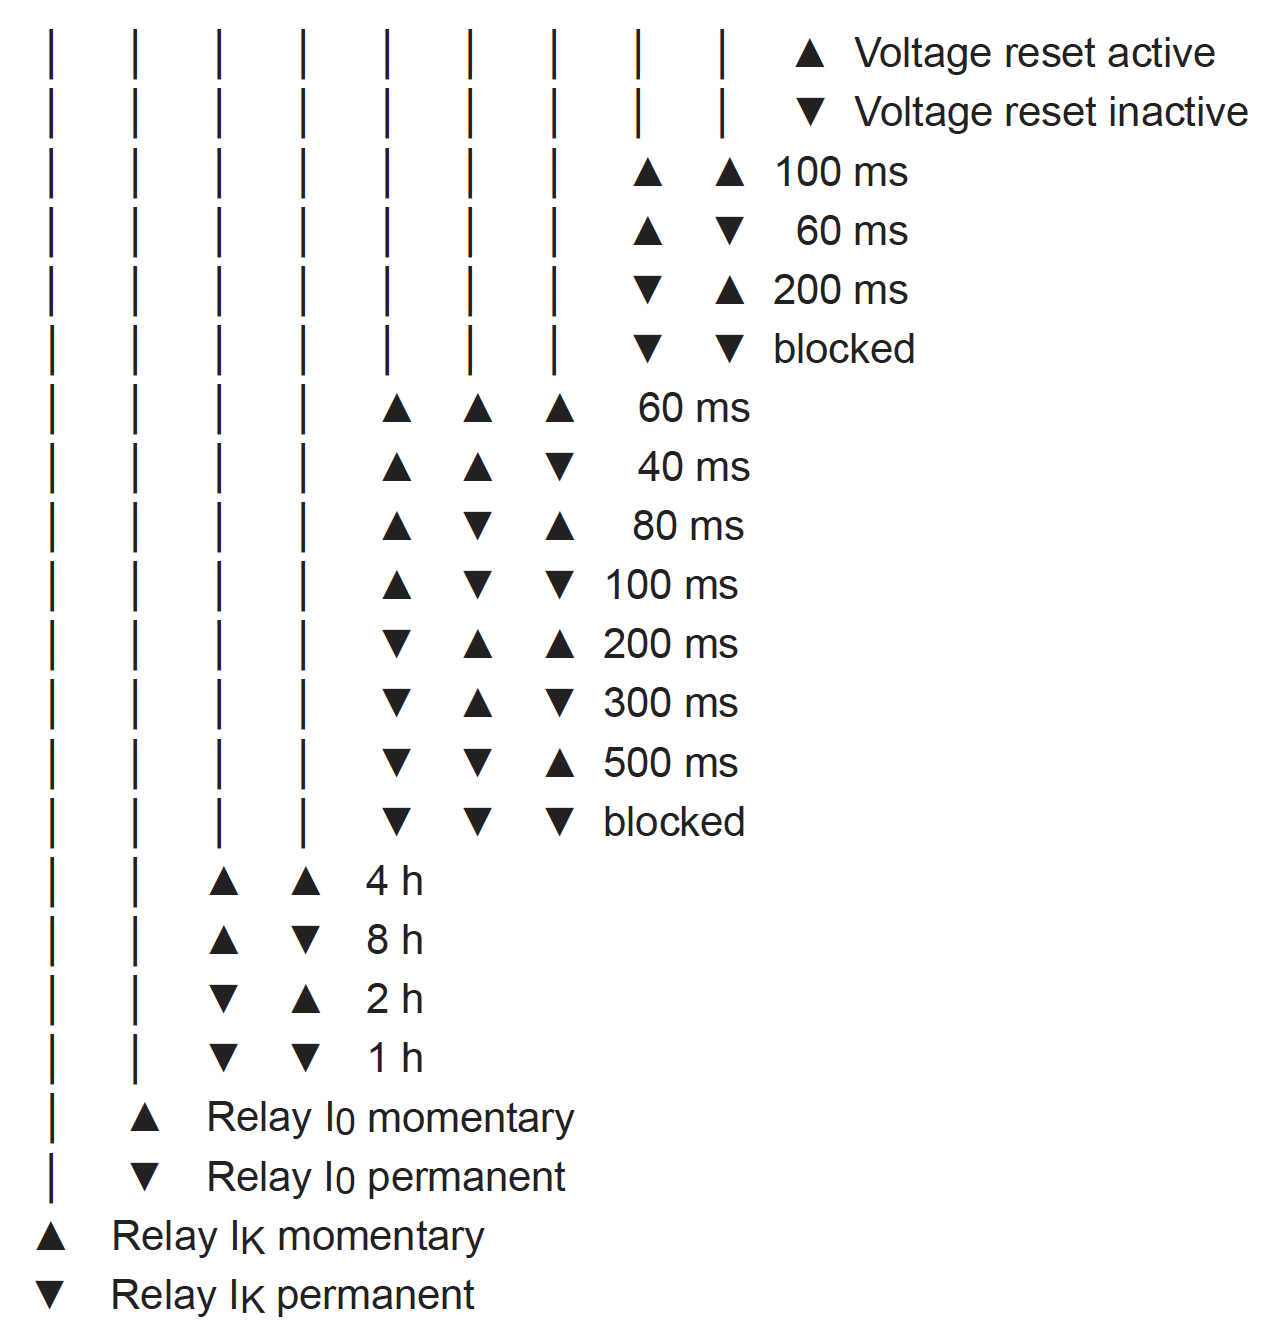 | | | | | | | | | ▲ Voltage reset active
| | | | | | | | | ▼ Voltage reset inactive
| | | | | | | ▲ ▲ 100 ms
| | | | | | | ▲ ▼ 60 ms
| | | | | | | ▼ ▲ 200 ms
| | | | | | | ▼ ▼ blocked
| | | | ▲ ▲ ▲ 60 ms
| | | | ▲ ▲ ▼ 40 ms
| | | | ▲ ▼ ▲ 80 ms
| | | | ▲ ▼ ▼ 100 ms
| | | | ▼ ▲ ▲ 200 ms
| | | | ▼ ▲ ▼ 300 ms
| | | | ▼ ▼ ▲ 500 ms
| | | | ▼ ▼ ▼ blocked
| | ▲ ▲ 4 h
| | ▲ ▼ 8 h
| | ▼ ▲ 2 h
| | ▼ ▼ 1 h
| ▲ Relay I0 momentary
| ▼ Relay I0 permanent
▲ Relay IK momentary
▼ Relay IK permanent